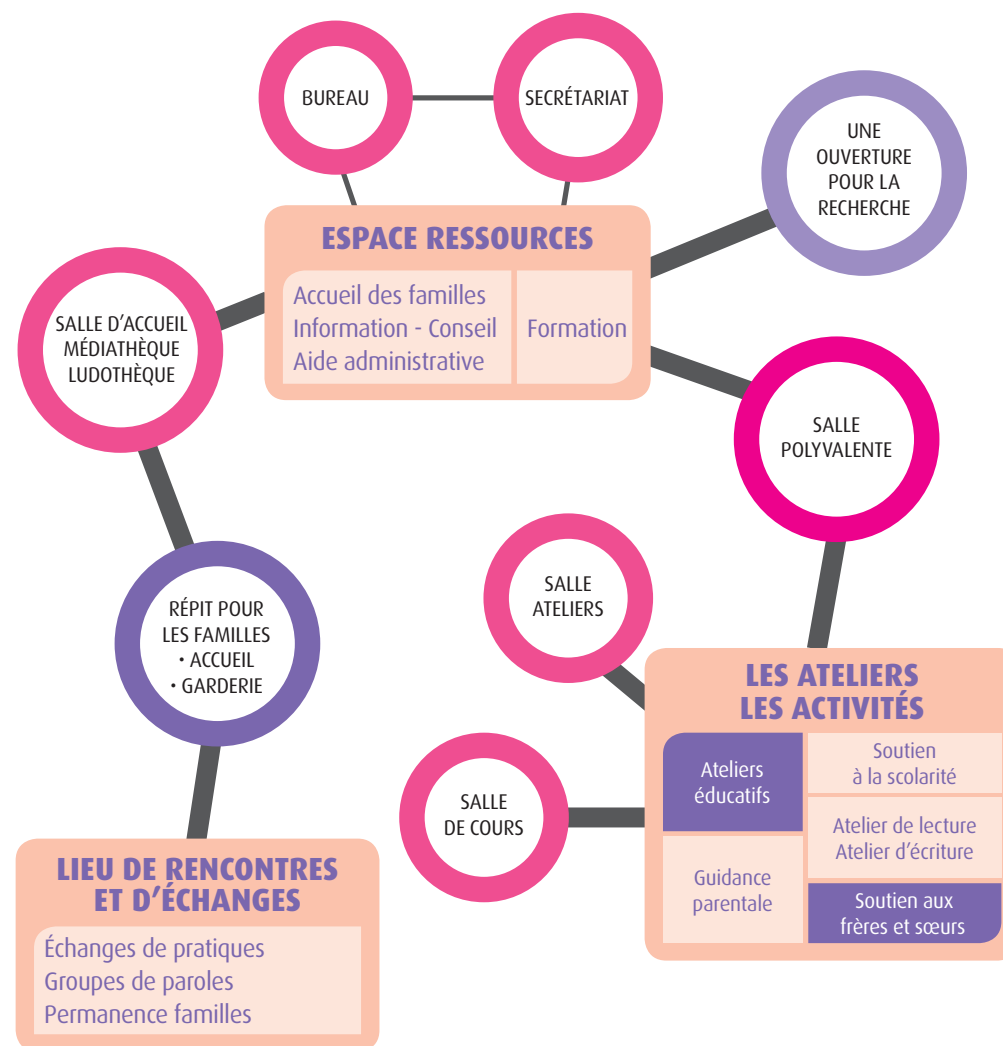 BUREAU
SECRÉTARIAT
UNE
OUVERTURE
POUR LA
RECHERCHE
ESPACE RESSOURCES
Accueil des familles
Information - Conseil
Aide administrative
Formation
SALLE D’ACCUEIL
MÉDIATHÈQUE
LUDOTHÈQUE
SALLE
POLYVALENTE
RÉPIT POUR
LES FAMILLES
• ACCUEIL
• GARDERIE
SALLE
ATELIERS
LES ATELIERS
LES ACTIVITÉS
Ateliers
éducatifs
Soutien
à la scolarité
Atelier de lecture
Atelier d’écriture
Guidance
parentale
Soutien aux
frères et sœurs
SALLE
DE COURS
LIEU DE RENCONTRES
ET D’ÉCHANGES
Échanges de pratiques
Groupes de paroles
Permanence familles